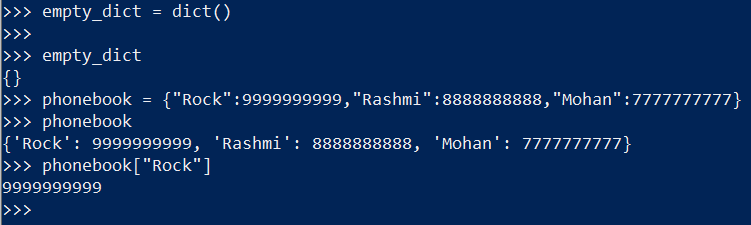 >>> empty_dict = dict()
>>>
>>> empty_dict
{}
>>> phonebook = {"Rock":9999999999,"Rashmi":8888888888,"Mohan":7777777777}
>>> phonebook
{'Rock': 9999999999, 'Rashmi': 8888888888, 'Mohan': 7777777777}
>>> phonebook["Rock"]
9999999999
>>>